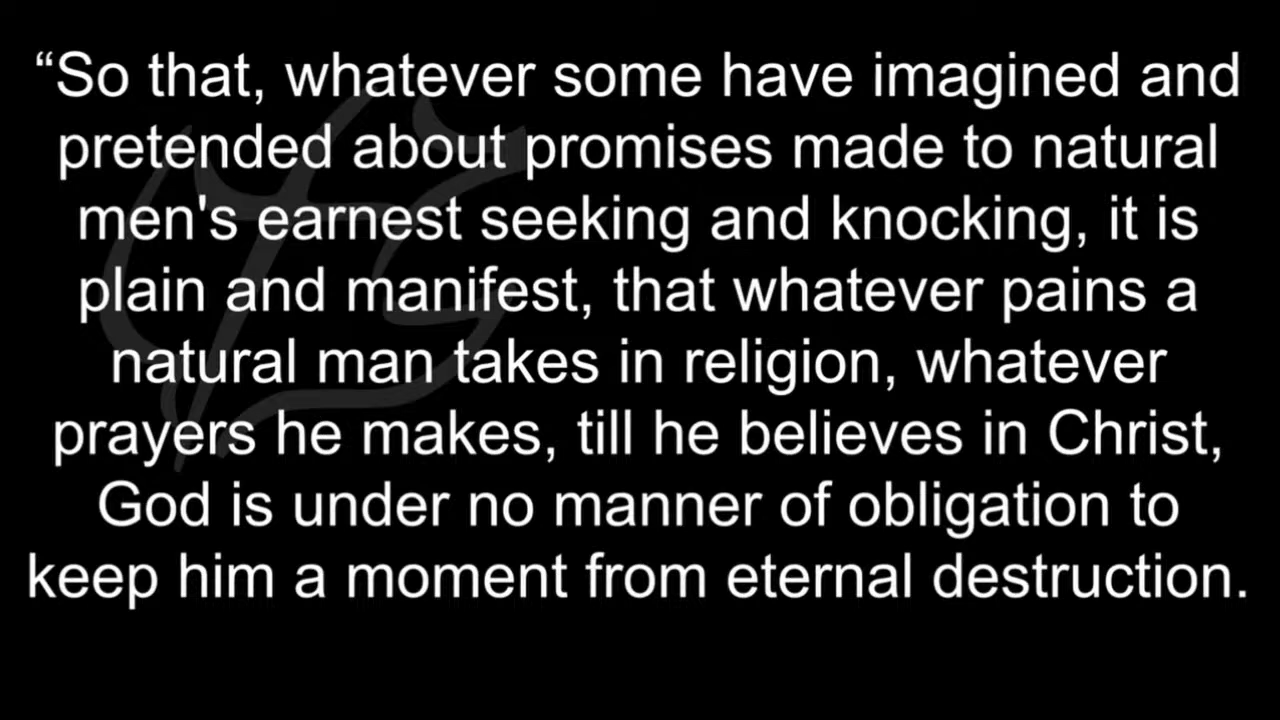 “So that, whatever some have imagined and
pretended about promises made to natural
men's earnest seeking and knocking, it is
plain and manifest, that whatever pains a
natural man takes in religion, whatever
prayers he makes, till he believes in Christ,
God is under no manner of obligation to
keep him a moment from eternal destruction.